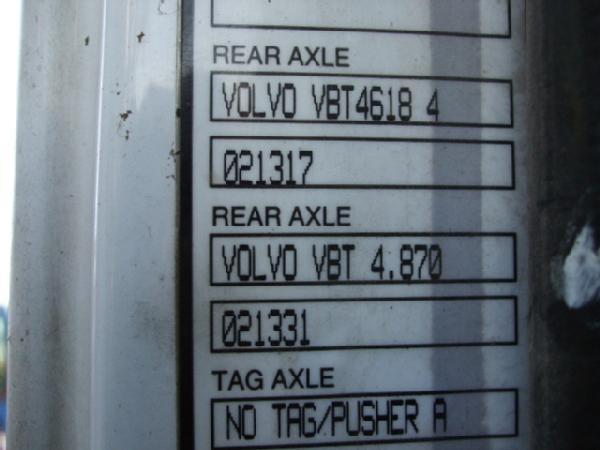 REAR AXLE
VOLVO VBT4618 4
021317
REAR AXLE
VOLVO VBT 4.870
021331
TAG AXLE
NO TAG/PUSHER A